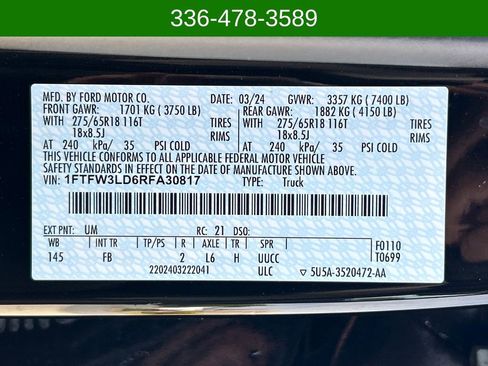 336-478-3589
MFD. BY FORD MOTOR CO. 03/24 GVWR: 3357 KG ( 7400 LB)
FRONT GAWR: 1701 KG ( 3750 LB) REAR GAWR: 1882 KG ( 4150 LB)
WITH 275/65R18 116T TIRES WITH 275/65R18 116T TIRES
18x8.5J RIMS 18x8.5J RIMS
AT 240 kPa/ 35 PSI COLD AT 240 kPa/ 35 PSI COLD
THIS VEHICLE CONFORMS TO ALL APPLICABLE FEDERAL MOTOR VEHICLE
SAFETY STANDARDS IN EFFECT ON THE DATE OF MANUFACTURE SHOWN ABOVE.
VIN: 1FTFW3LD6RFA30817 TYPE: Truck
EXT PNT: UM RC: 21 DSO:
WB INT TR TP/PS R AXLE TR SPR F0110
145 FB 2 L6 H UUCC T0699
2202403222041 ULC ▽ 5U5A-3520472-AA